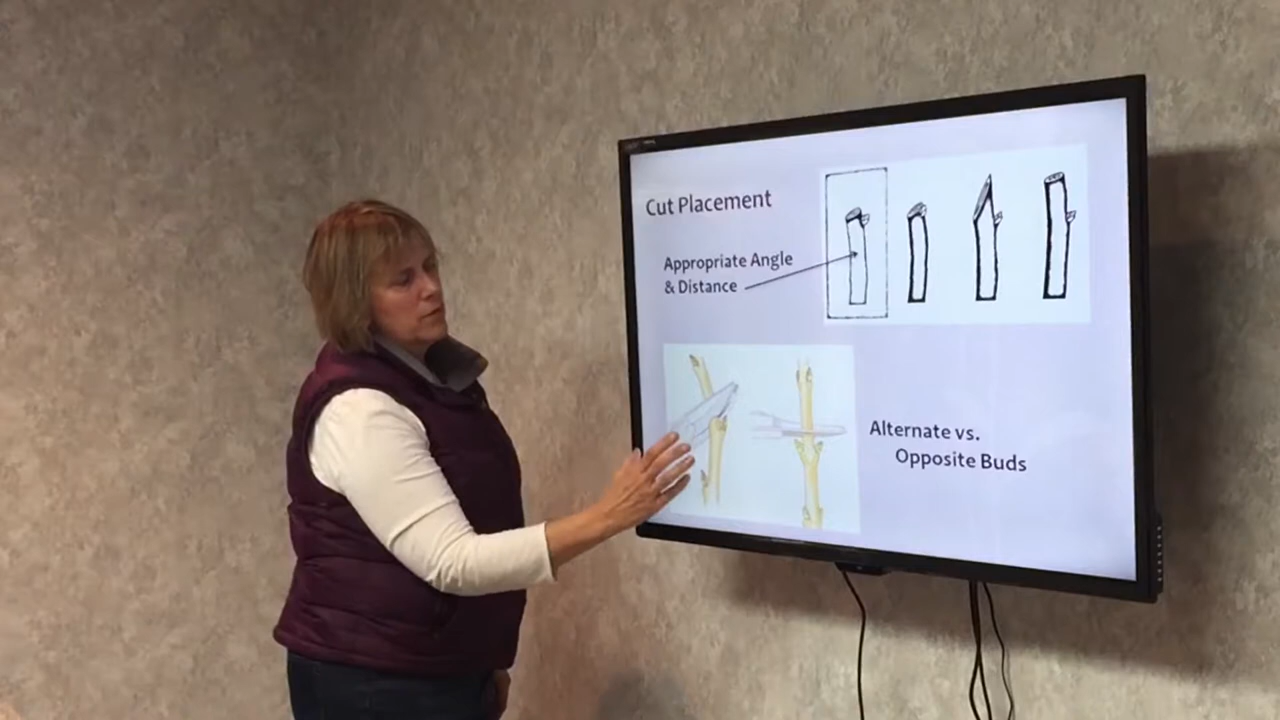 Cut Placement
Appropriate Angle
& Distance
Alternate vs.
Opposite Buds